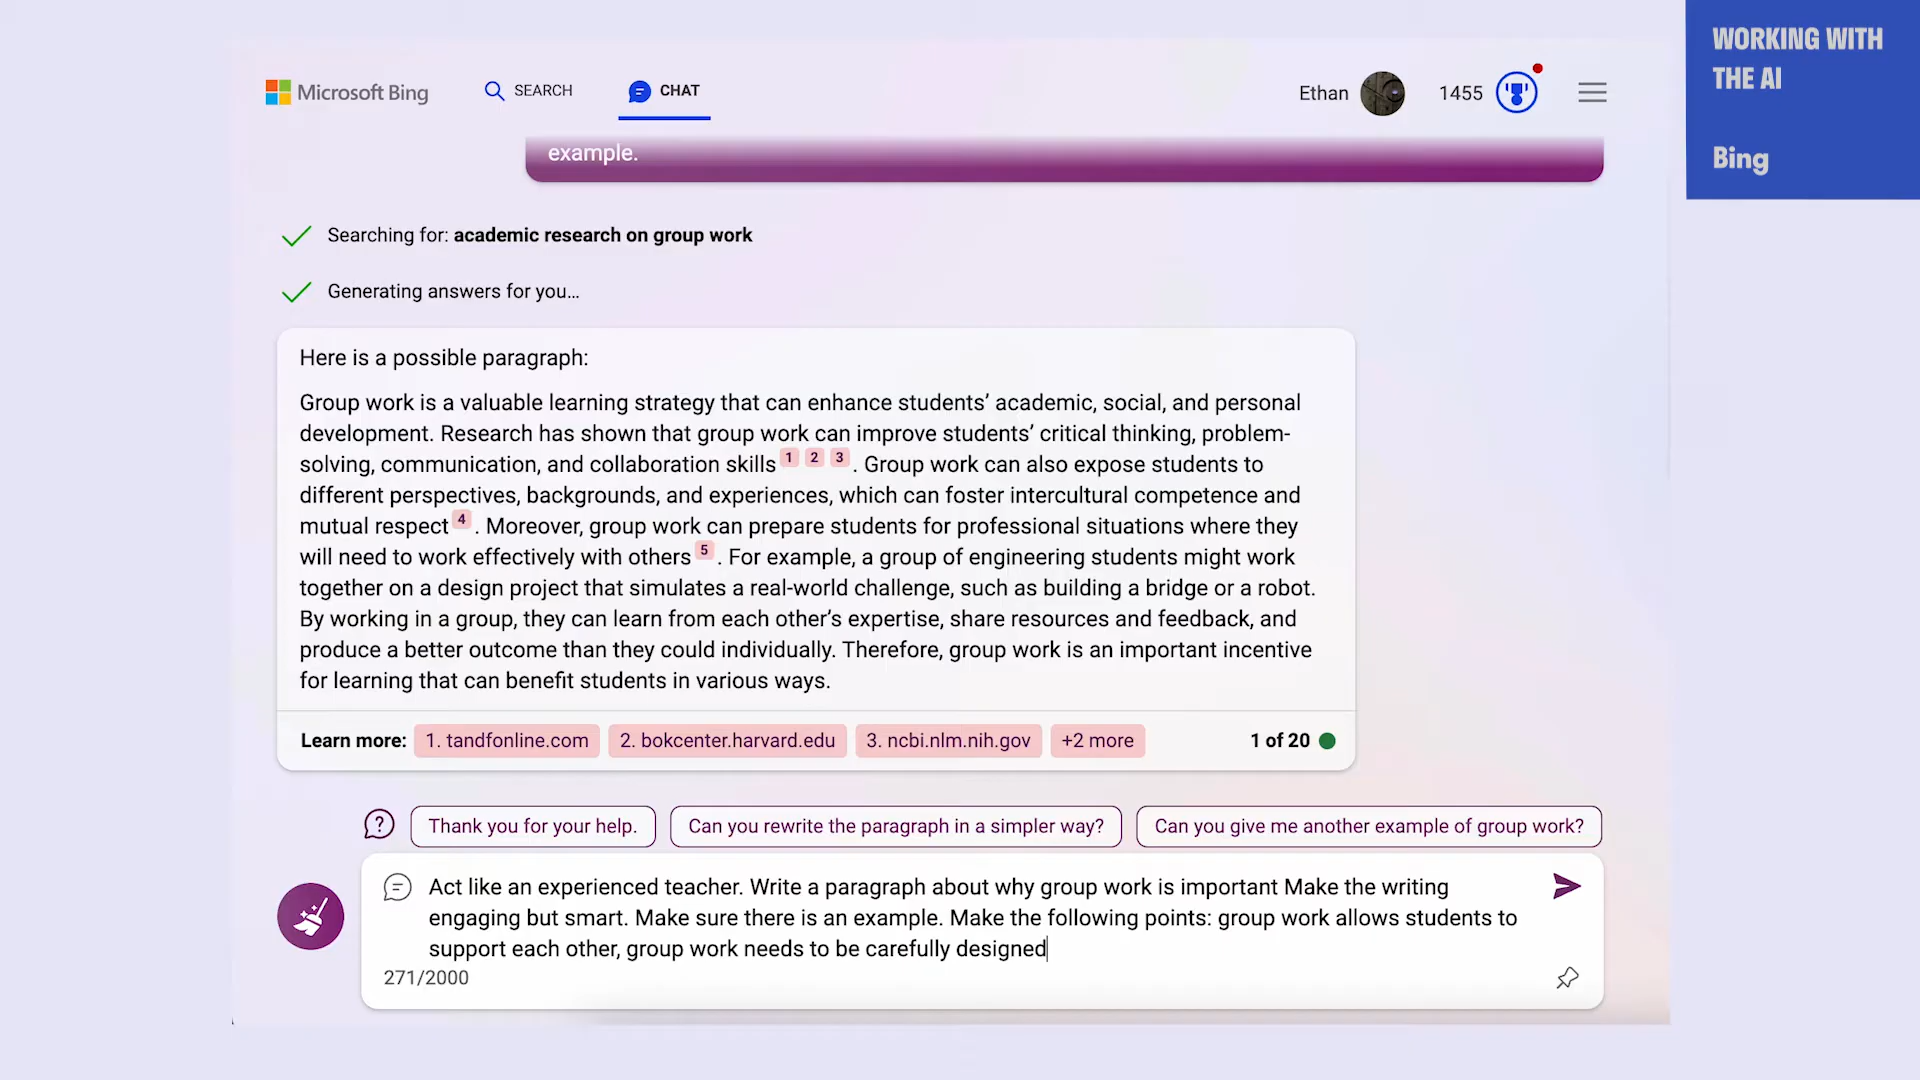 WORKING WITH
THE AI
Bing
Microsoft Bing
SEARCH
CHAT
Ethan
1455
example.
Searching for: academic research on group work
Generating answers for you…
Here is a possible paragraph:
Group work is a valuable learning strategy that can enhance students’ academic, social, and personal
development. Research has shown that group work can improve students’ critical thinking, problem-
solving, communication, and collaboration skills 1 2 3 . Group work can also expose students to
different perspectives, backgrounds, and experiences, which can foster intercultural competence and
mutual respect 4 . Moreover, group work can prepare students for professional situations where they
will need to work effectively with others 5 . For example, a group of engineering students might work
together on a design project that simulates a real-world challenge, such as building a bridge or a robot.
By working in a group, they can learn from each other’s expertise, share resources and feedback, and
produce a better outcome than they could individually. Therefore, group work is an important incentive
for learning that can benefit students in various ways.
Learn more: 1. tandfonline.com 2. bokcenter.harvard.edu 3. ncbi.nlm.nih.gov +2 more 1 of 20
Thank you for your help. Can you rewrite the paragraph in a simpler way? Can you give me another example of group work?
Act like an experienced teacher. Write a paragraph about why group work is important Make the writing
engaging but smart. Make sure there is an example. Make the following points: group work allows students to
support each other, group work needs to be carefully designed
271/2000